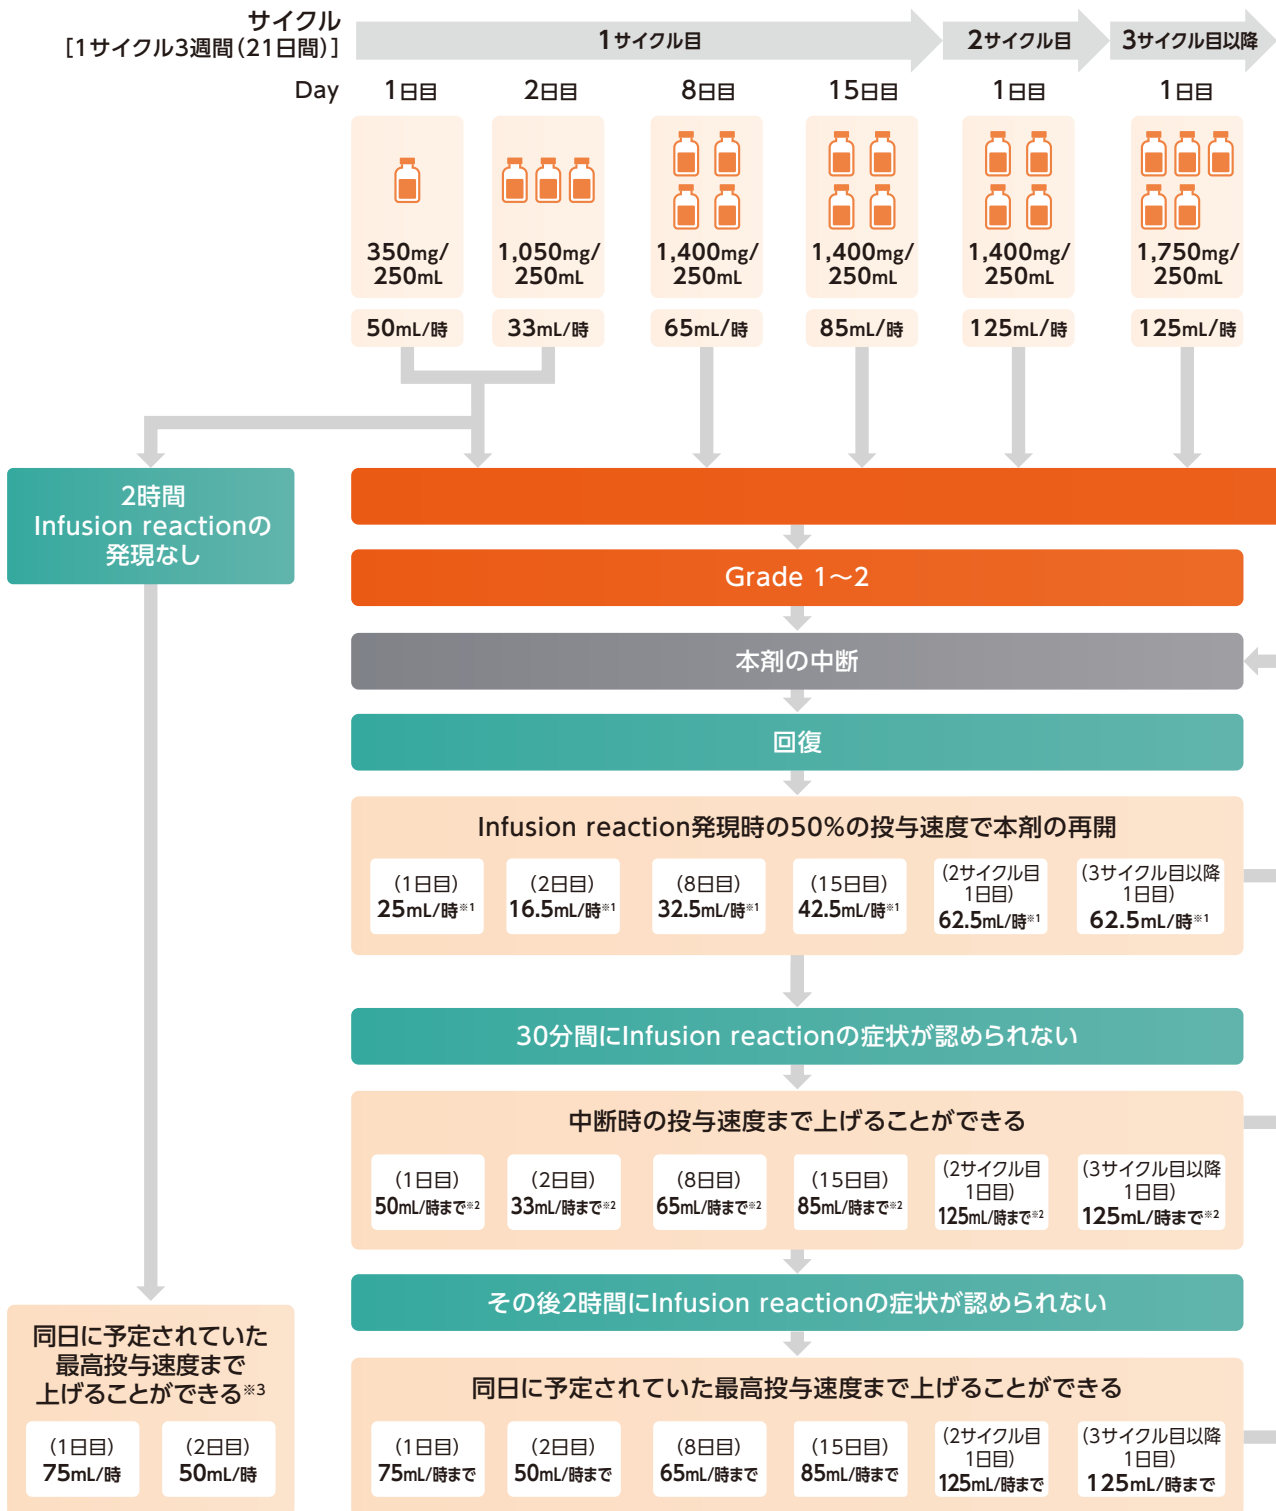 サイクル
[1サイクル3週間(21日間)]
1サイクル目
2サイクル目
3サイクル目以降
Day
1日目
2日目
8日目
15日目
1日目
1日目
350mg/
250mL
1,050mg/
250mL
1,400mg/
250mL
1,400mg/
250mL
1,400mg/
250mL
1,750mg/
250mL
50mL/時
33mL/時
65mL/時
85mL/時
125mL/時
125mL/時
2時間
Infusion reactionの
発現なし
Grade 1〜2
本剤の中断
回復
Infusion reaction発現時の50%の投与速度で本剤の再開
(1日目)
25mL/時※1
(2日目)
16.5mL/時※1
(8日目)
32.5mL/時※1
(15日目)
42.5mL/時※1
(2サイクル目
1日目)
62.5mL/時※1
(3サイクル目以降
1日目)
62.5mL/時※1
30分間にInfusion reactionの症状が認められない
中断時の投与速度まで上げることができる
(1日目)
50mL/時まで※2
(2日目)
33mL/時まで※2
(8日目)
65mL/時まで※2
(15日目)
85mL/時まで※2
(2サイクル目
1日目)
125mL/時まで※2
(3サイクル目以降
1日目)
125mL/時まで※2
その後2時間にInfusion reactionの症状が認められない
同日に予定されていた
最高投与速度まで
上げることができる※3
(1日目)
75mL/時
(2日目)
50mL/時
同日に予定されていた最高投与速度まで上げることができる
(1日目)
75mL/時まで
(2日目)
50mL/時まで
(8日目)
65mL/時まで
(15日目)
85mL/時まで
(2サイクル目
1日目)
125mL/時まで
(3サイクル目以降
1日目)
125mL/時まで